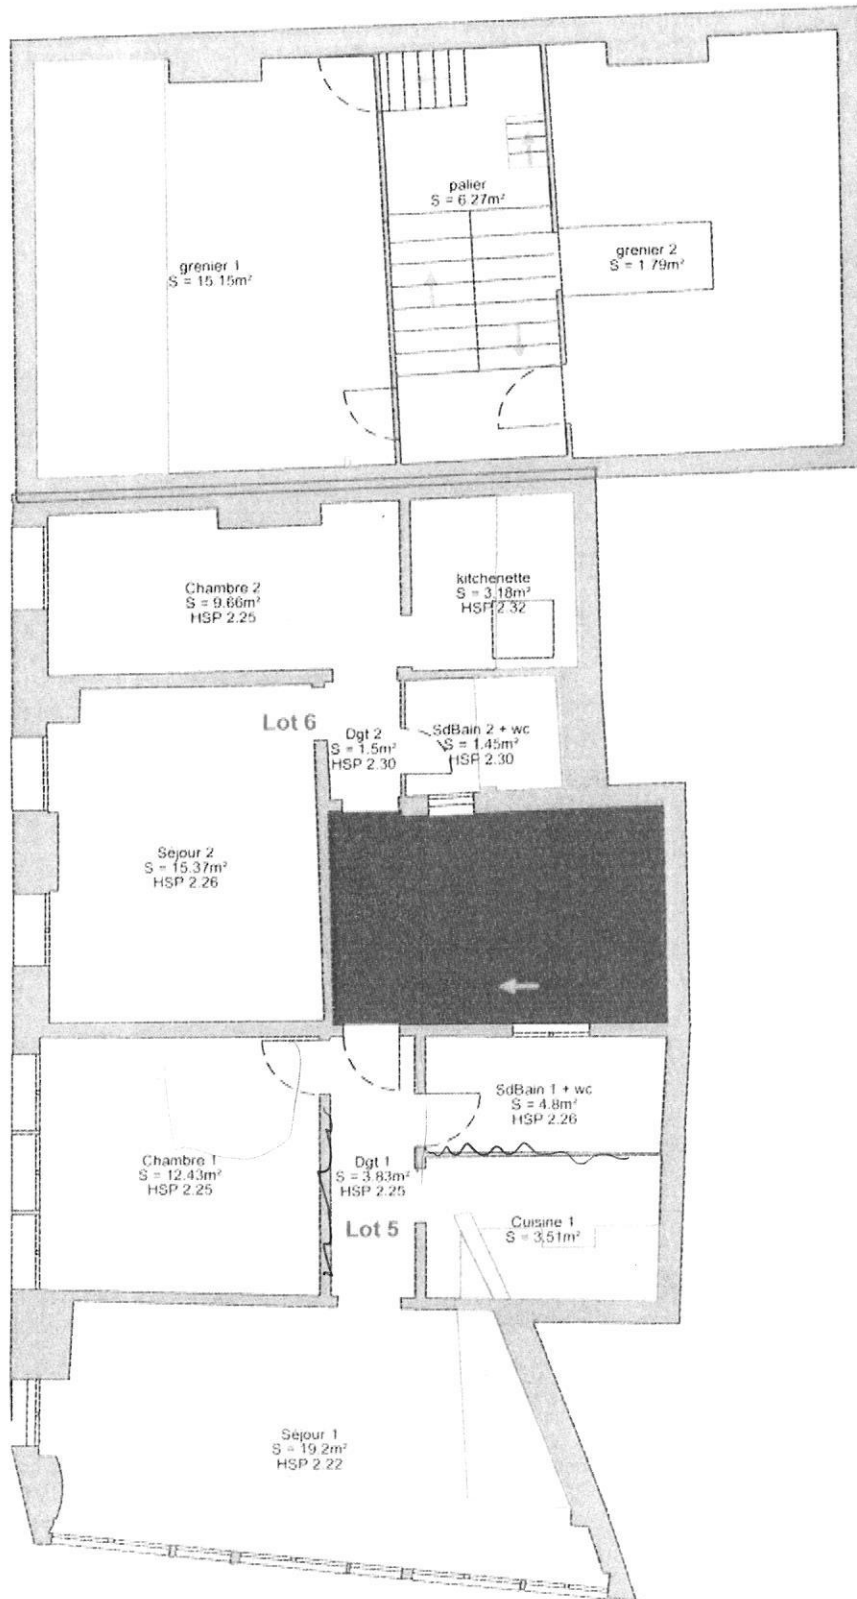 palier
S = 6.27m²
grenier 1
S = 15.15m²
grenier 2
S = 1.79m²
Chambre 2
S = 9.66m²
HSP 2.25
kitchenette
S = 3.18m²
HSP 2.32
Lot 6
Dgt 2
S = 1.5m²
HSP 2.30
SdBain 2 + wc
S = 1.45m²
HSP 2.30
Séjour 2
S = 15.37m²
HSP 2.26
SdBain 1 + wc
S = 4.8m²
HSP 2.26
Chambre 1
S = 12.43m²
HSP 2.25
Dgt 1
S = 3.83m²
HSP 2.25
Lot 5
Cuisine 1
S = 3.51m²
Séjour 1
S = 19.2m²
HSP 2.22